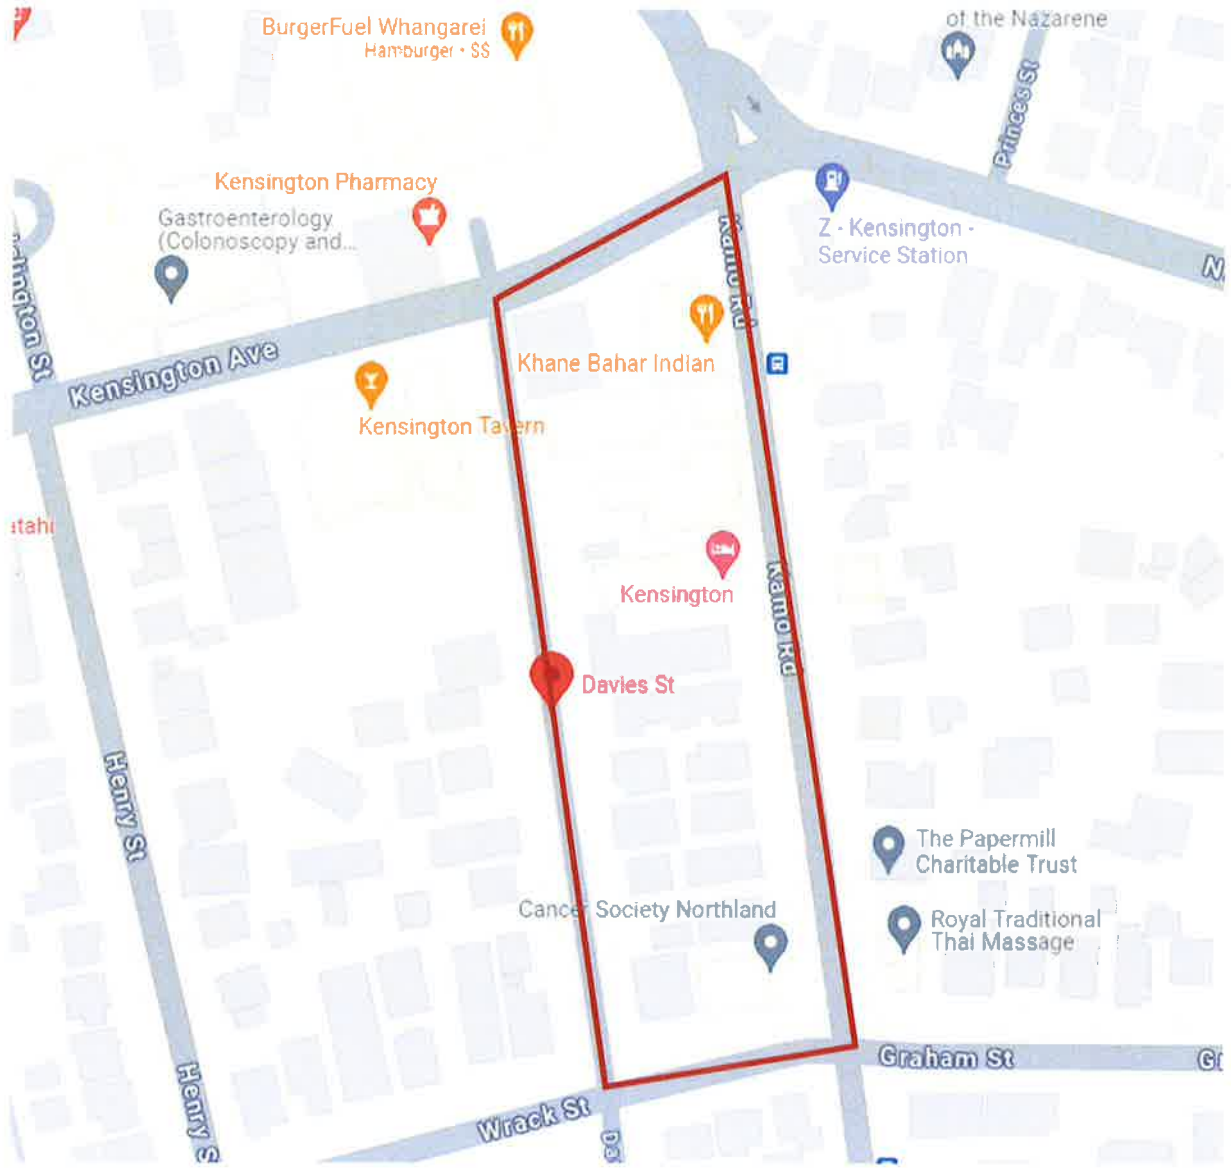 BurgerFuel Whangarei
Hamburger · $$
of the Nazarene
Princes St
Kensington Pharmacy
Gastroenterology
(Colonoscopy and...
Z - Kensington -
Service Station
Kamo Rd
Khane Bahar Indian
Kensington Ave
Kensington Tavern
Kensington
Kamo Rd
Davies St
Henry St
The Papermill
Charitable Trust
Cancer Society Northland
Royal Traditional
Thai Massage
Graham St
Wrack St
Henry S